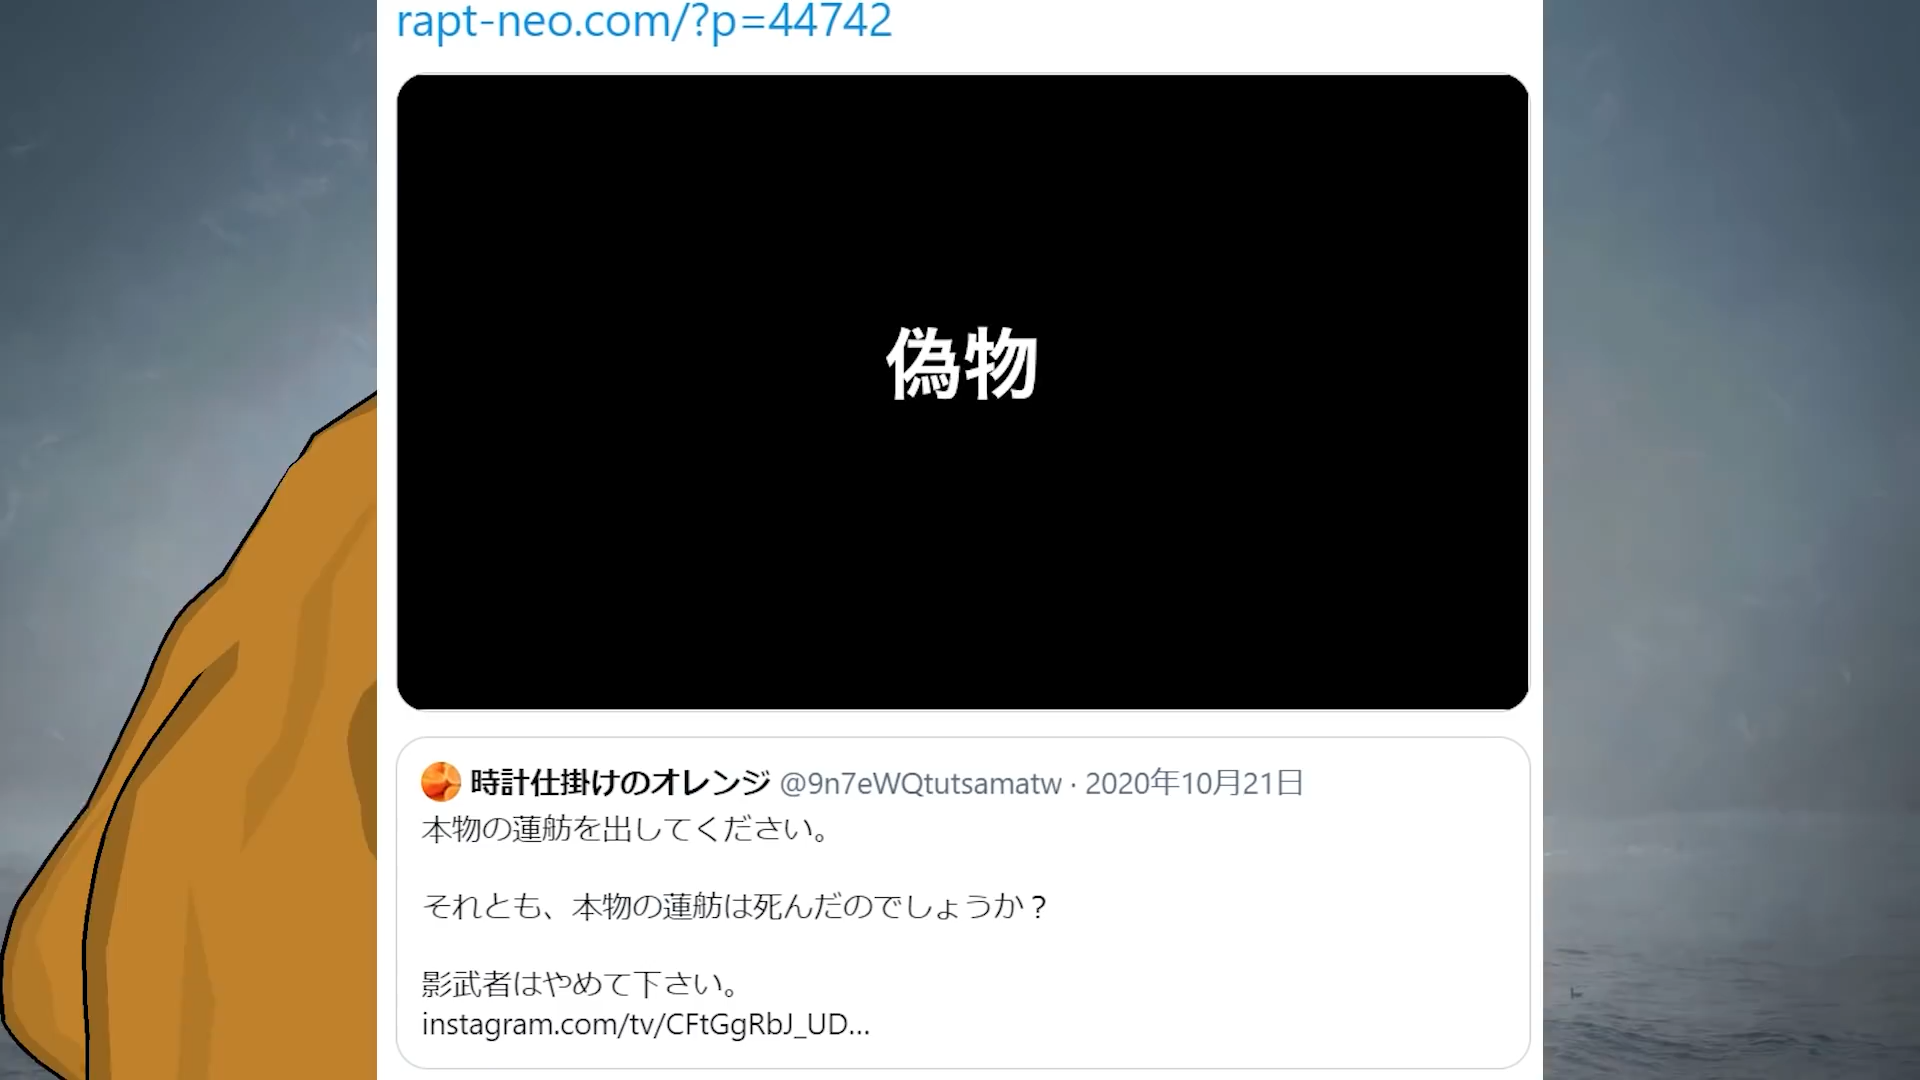 rapt-neo.com/?p=44742
偽物
時計仕掛けのオレンジ @9n7eWQtutsamatw · 2020年10月21日
本物の蓮舫を出してください。
それとも、本物の蓮舫は死んだのでしょうか？
影武者はやめて下さい。
instagram.com/tv/CFtGgRbJ_UD...